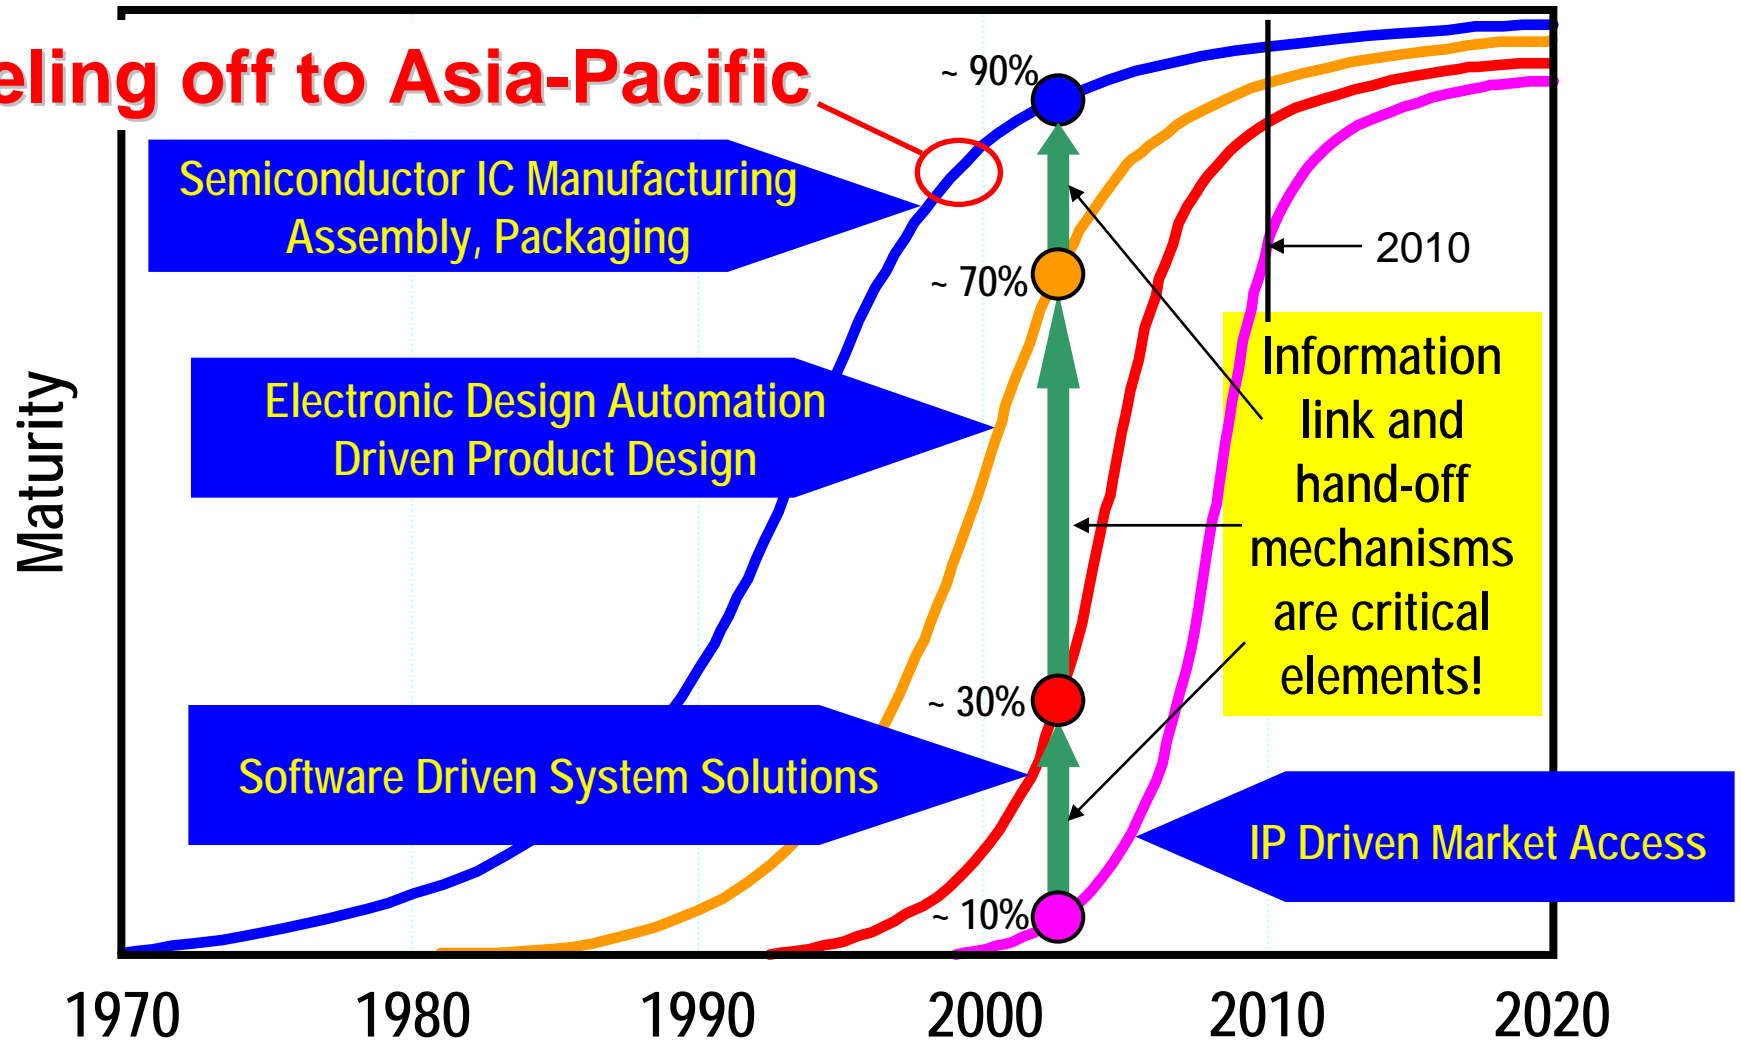 eling off to Asia-Pacific
~ 90%
Semiconductor IC Manufacturing
Assembly, Packaging
2010
~ 70%
Information
link and
hand-off
mechanisms
are critical
elements!
Electronic Design Automation
Driven Product Design
Maturity
~ 30%
Software Driven System Solutions
IP Driven Market Access
~ 10%
1970 1980 1990 2000 2010 2020